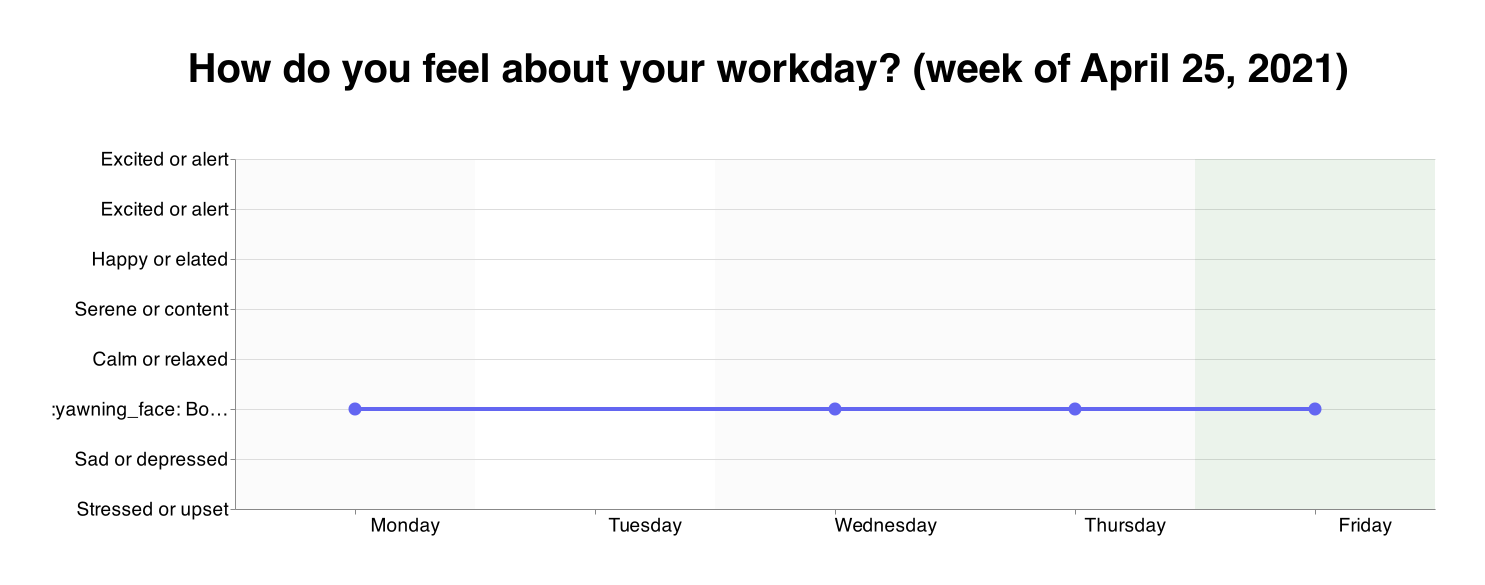 How do you feel about your workday? (week of April 25, 2021)
Excited or alert
Excited or alert
Happy or elated
Serene or content
Calm or relaxed
:yawning_face: Bo…
Sad or depressed
Stressed or upset
Monday Tuesday Wednesday Thursday Friday